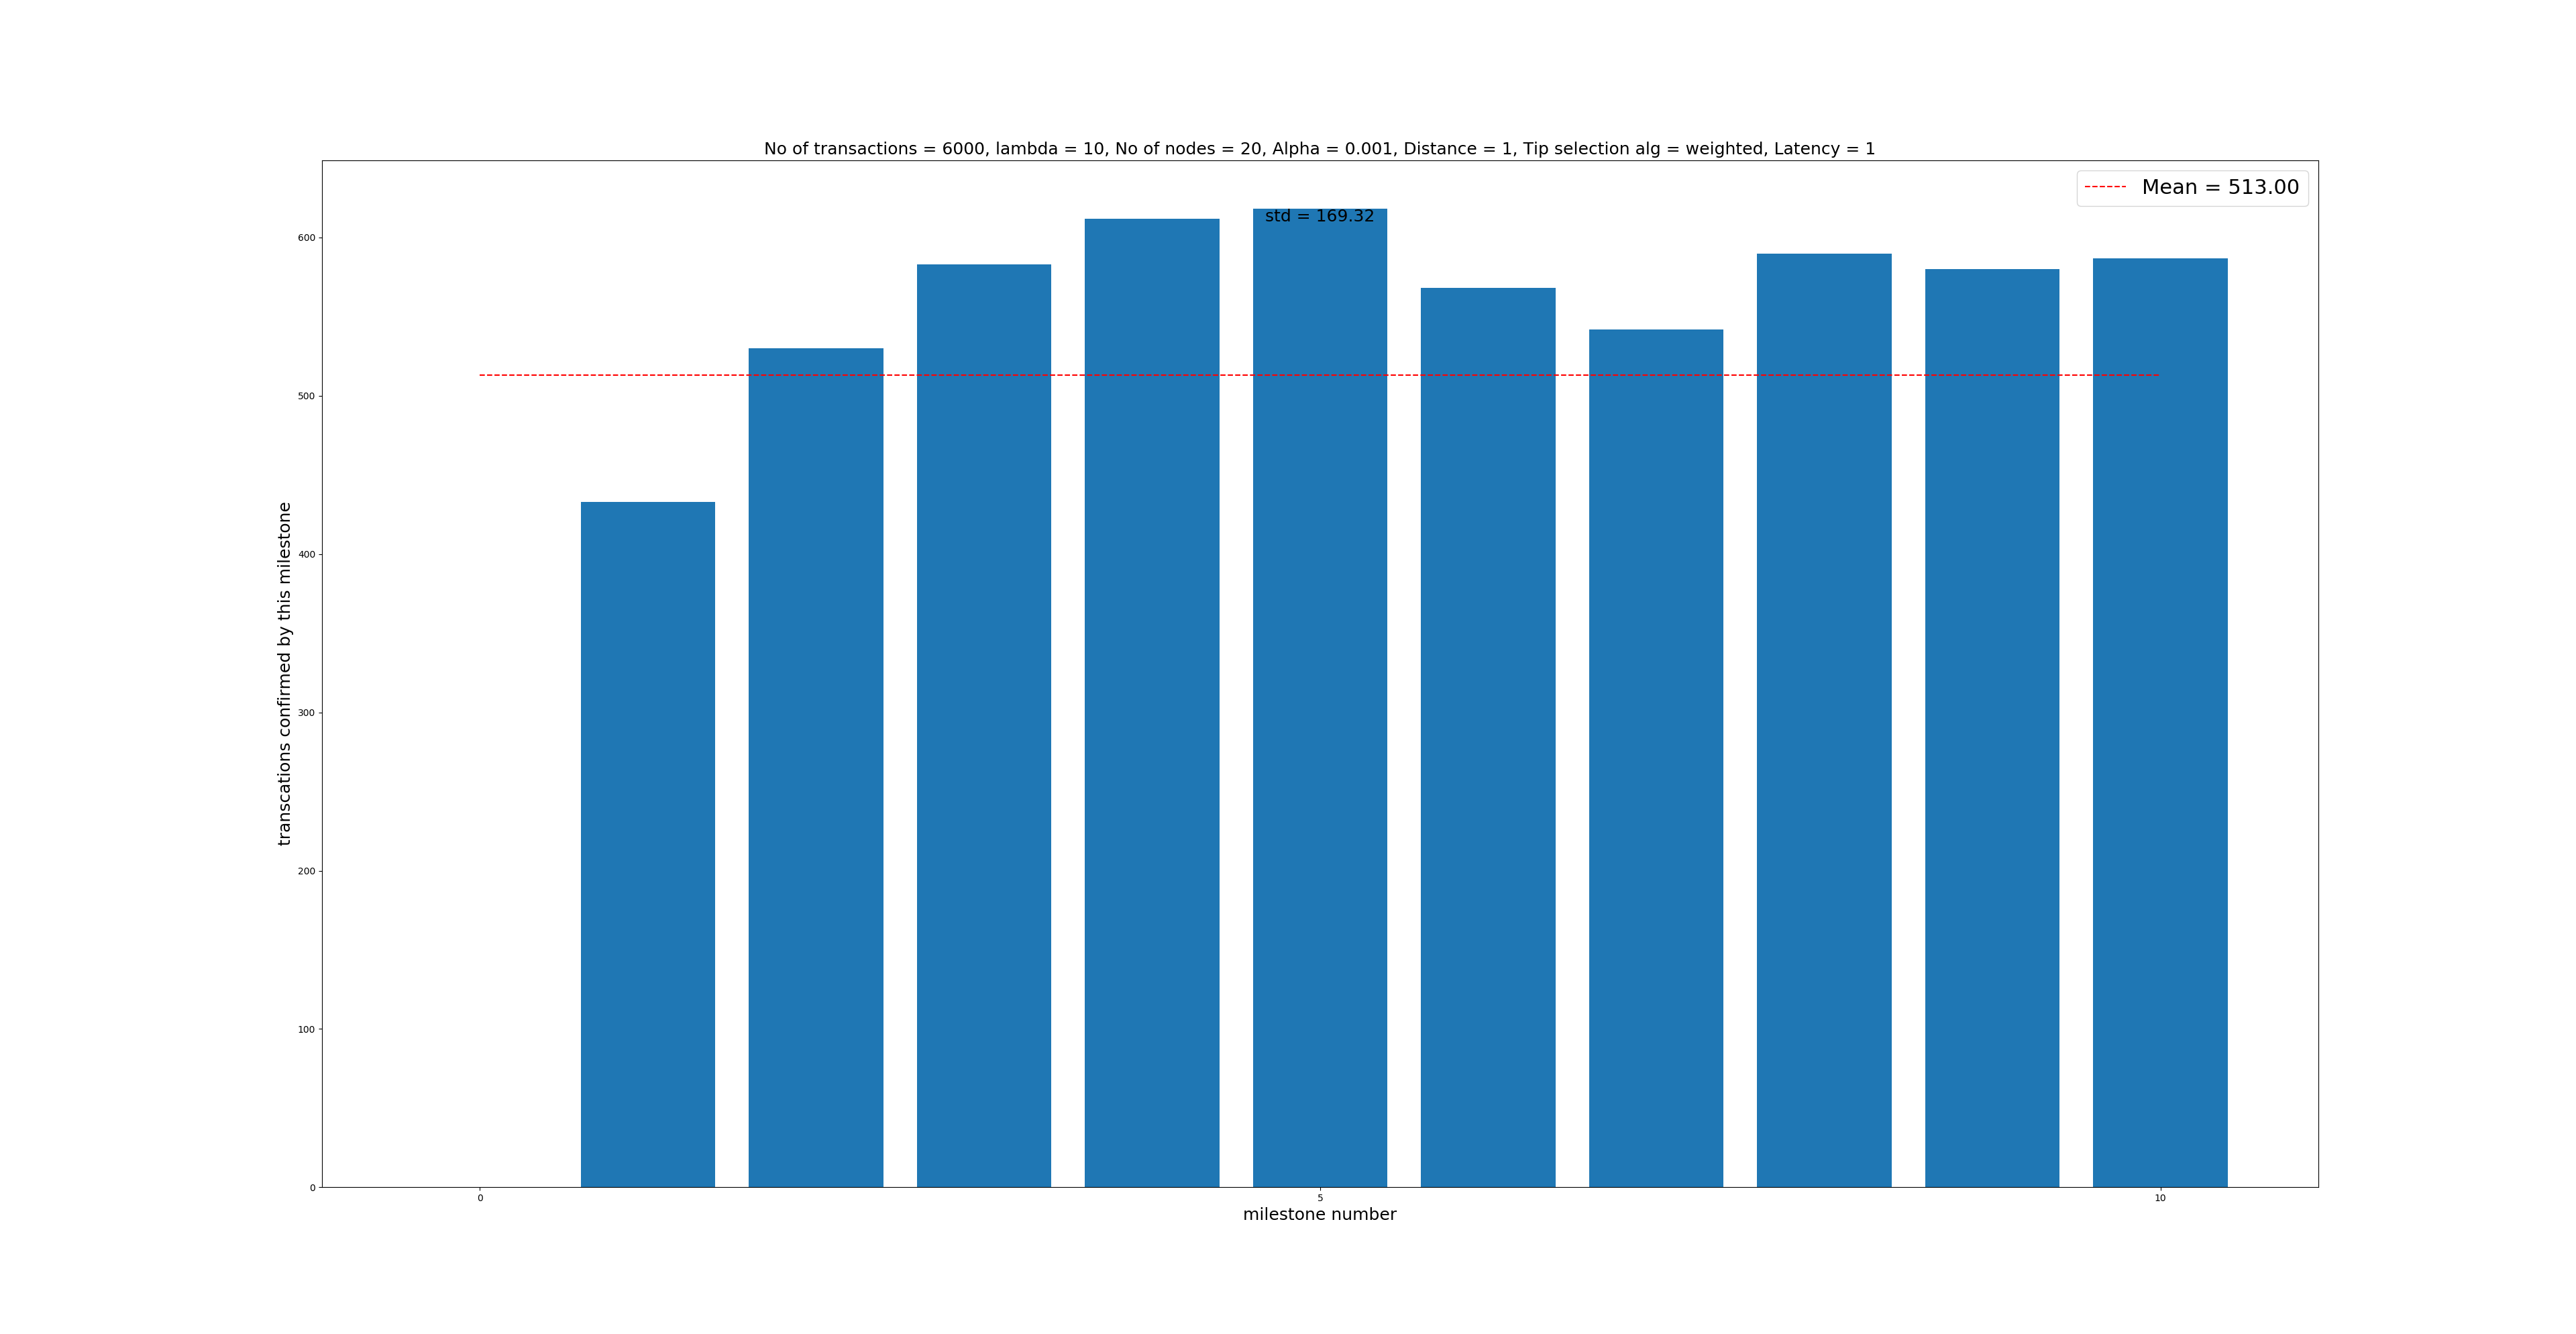 No of transactions = 6000, lambda = 10, No of nodes = 20, Alpha = 0.001, Distance = 1, Tip selection alg = weighted, Latency = 1
Mean = 513.00
std = 169.32
600
500
400
300
200
100
0
transcations confirmed by this milestone
0 5 10
milestone number